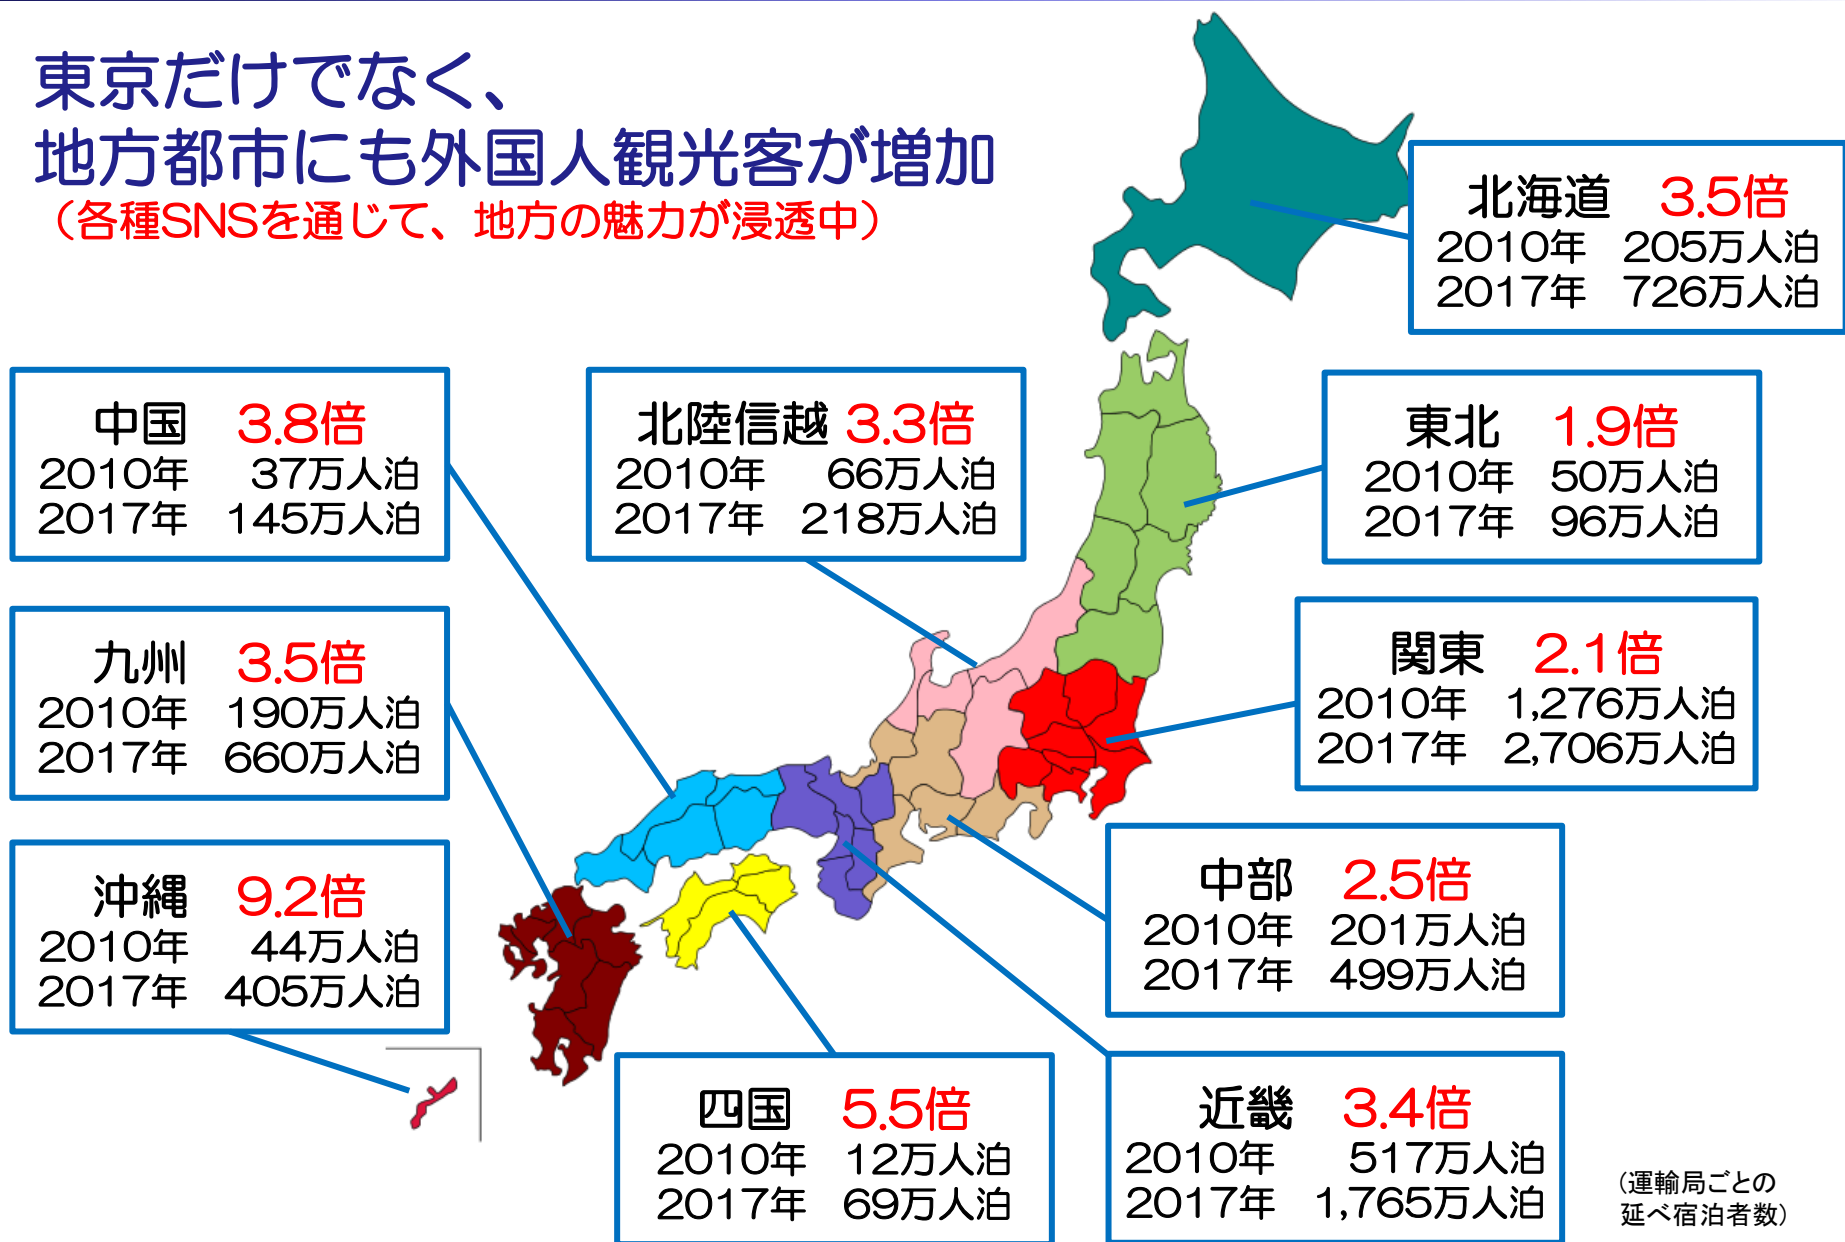 東京だけでなく、
地方都市にも外国人観光客が増加
（各種SNSを通じて、地方の魅力が浸透中）
北海道 3.5倍
2010年 205万人泊
2017年 726万人泊
中国 3.8倍
2010年 37万人泊
2017年 145万人泊
北陸信越 3.3倍
2010年 66万人泊
2017年 218万人泊
東北 1.9倍
2010年 50万人泊
2017年 96万人泊
九州 3.5倍
2010年 190万人泊
2017年 660万人泊
関東 2.1倍
2010年 1,276万人泊
2017年 2,706万人泊
沖縄 9.2倍
2010年 44万人泊
2017年 405万人泊
中部 2.5倍
2010年 201万人泊
2017年 499万人泊
四国 5.5倍
2010年 12万人泊
2017年 69万人泊
近畿 3.4倍
2010年 517万人泊
2017年 1,765万人泊
（運輸局ごとの
延べ宿泊者数）